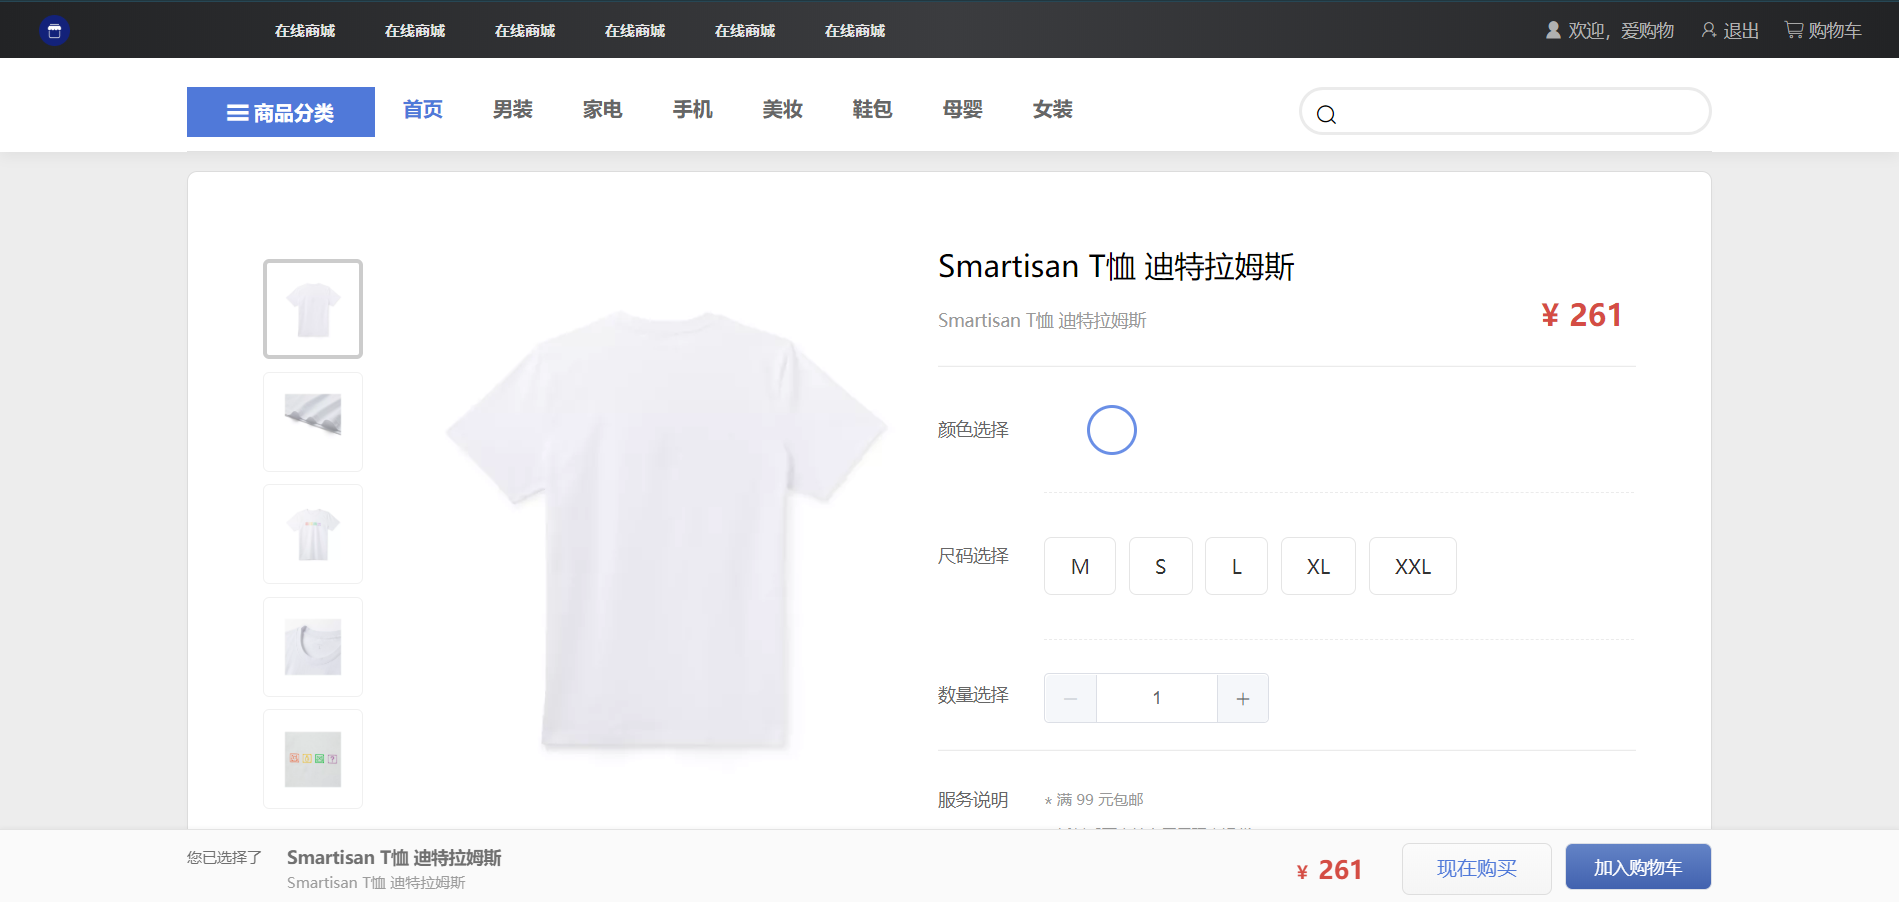 在线商城 在线商城 在线商城 在线商城 在线商城 在线商城 欢迎，爱购物 退出 购物车
商品分类 首页 男装 家电 手机 美妆 鞋包 母婴 女装
Smartisan T恤 迪特拉姆斯
Smartisan T恤 迪特拉姆斯 ¥ 261
颜色选择
尺码选择 M S L XL XXL
数量选择 − 1 +
服务说明 * 满 99 元包邮
您已选择了 Smartisan T恤 迪特拉姆斯
Smartisan T恤 迪特拉姆斯
¥ 261 现在购买 加入购物车